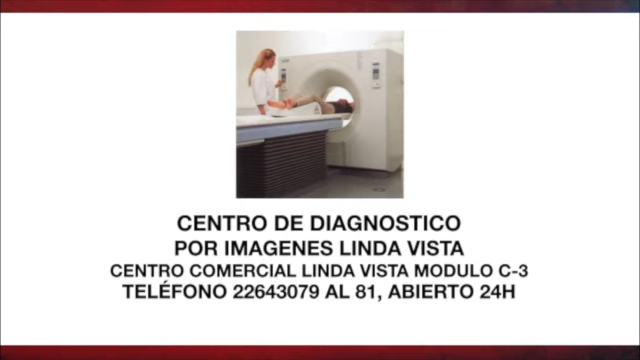 CENTRO DE DIAGNOSTICO
POR IMAGENES LINDA VISTA
CENTRO COMERCIAL LINDA VISTA MODULO C-3
TELÉFONO 22643079 AL 81, ABIERTO 24H